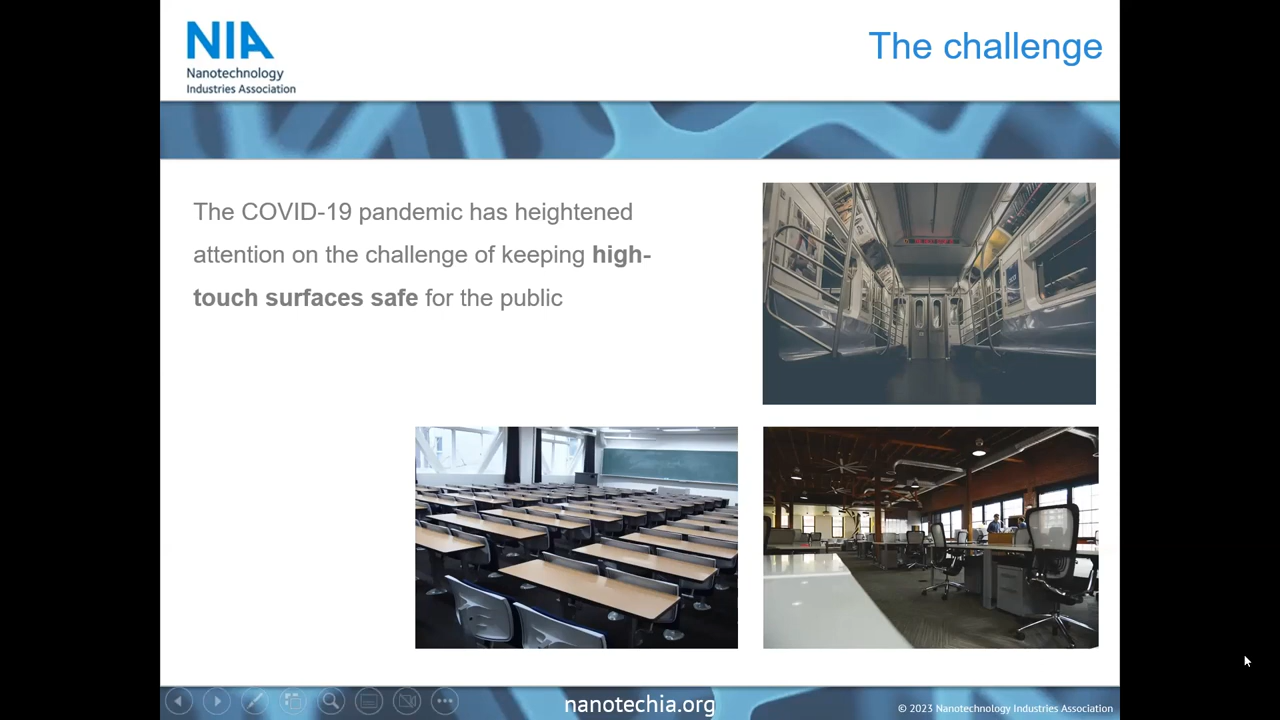 NIA
Nanotechnology
Industries Association
The challenge
The COVID-19 pandemic has heightened
attention on the challenge of keeping high-
touch surfaces safe for the public
nanotechia.org
© 2023 Nanotechnology Industries Association